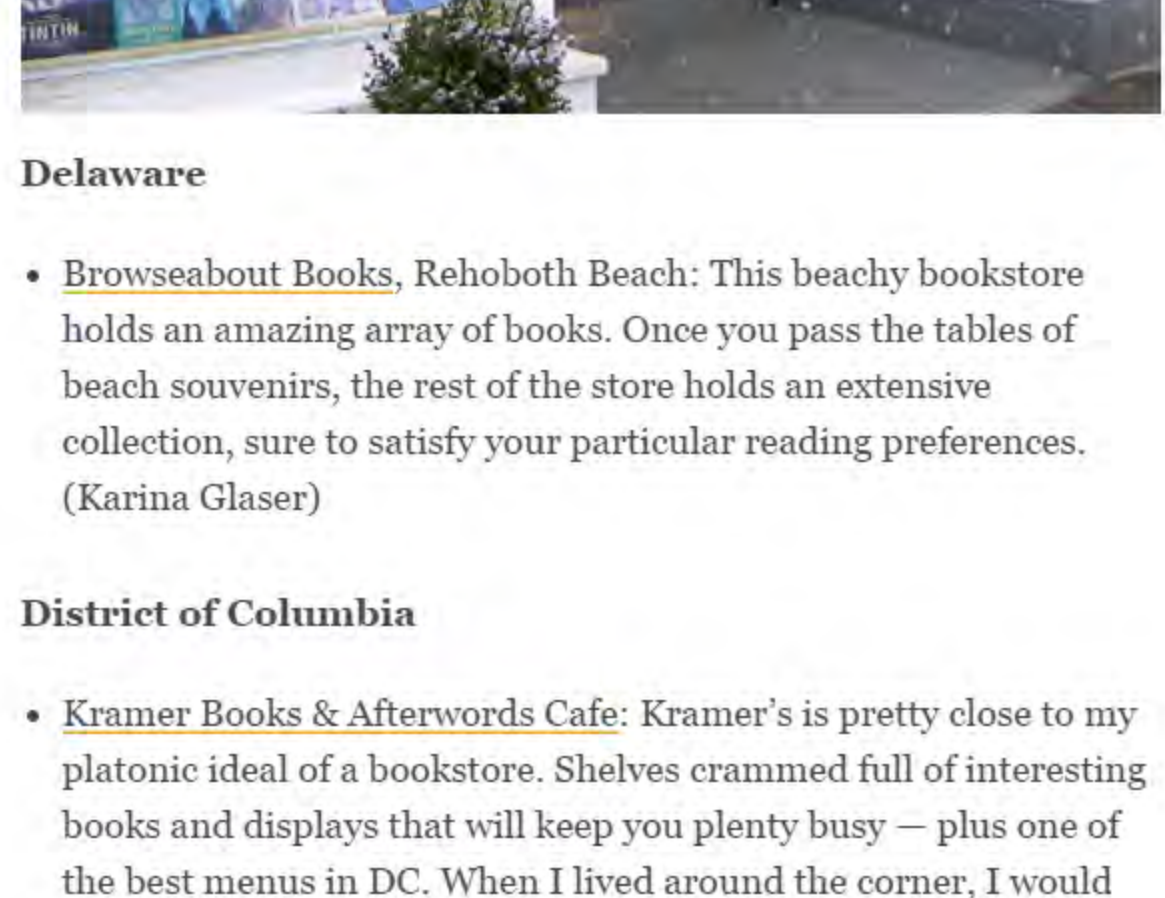 TINTIN
Delaware
• Browseabout Books, Rehoboth Beach: This beachy bookstore
holds an amazing array of books. Once you pass the tables of
beach souvenirs, the rest of the store holds an extensive
collection, sure to satisfy your particular reading preferences.
(Karina Glaser)
District of Columbia
• Kramer Books & Afterwords Cafe: Kramer’s is pretty close to my
platonic ideal of a bookstore. Shelves crammed full of interesting
books and displays that will keep you plenty busy — plus one of
the best menus in DC. When I lived around the corner, I would